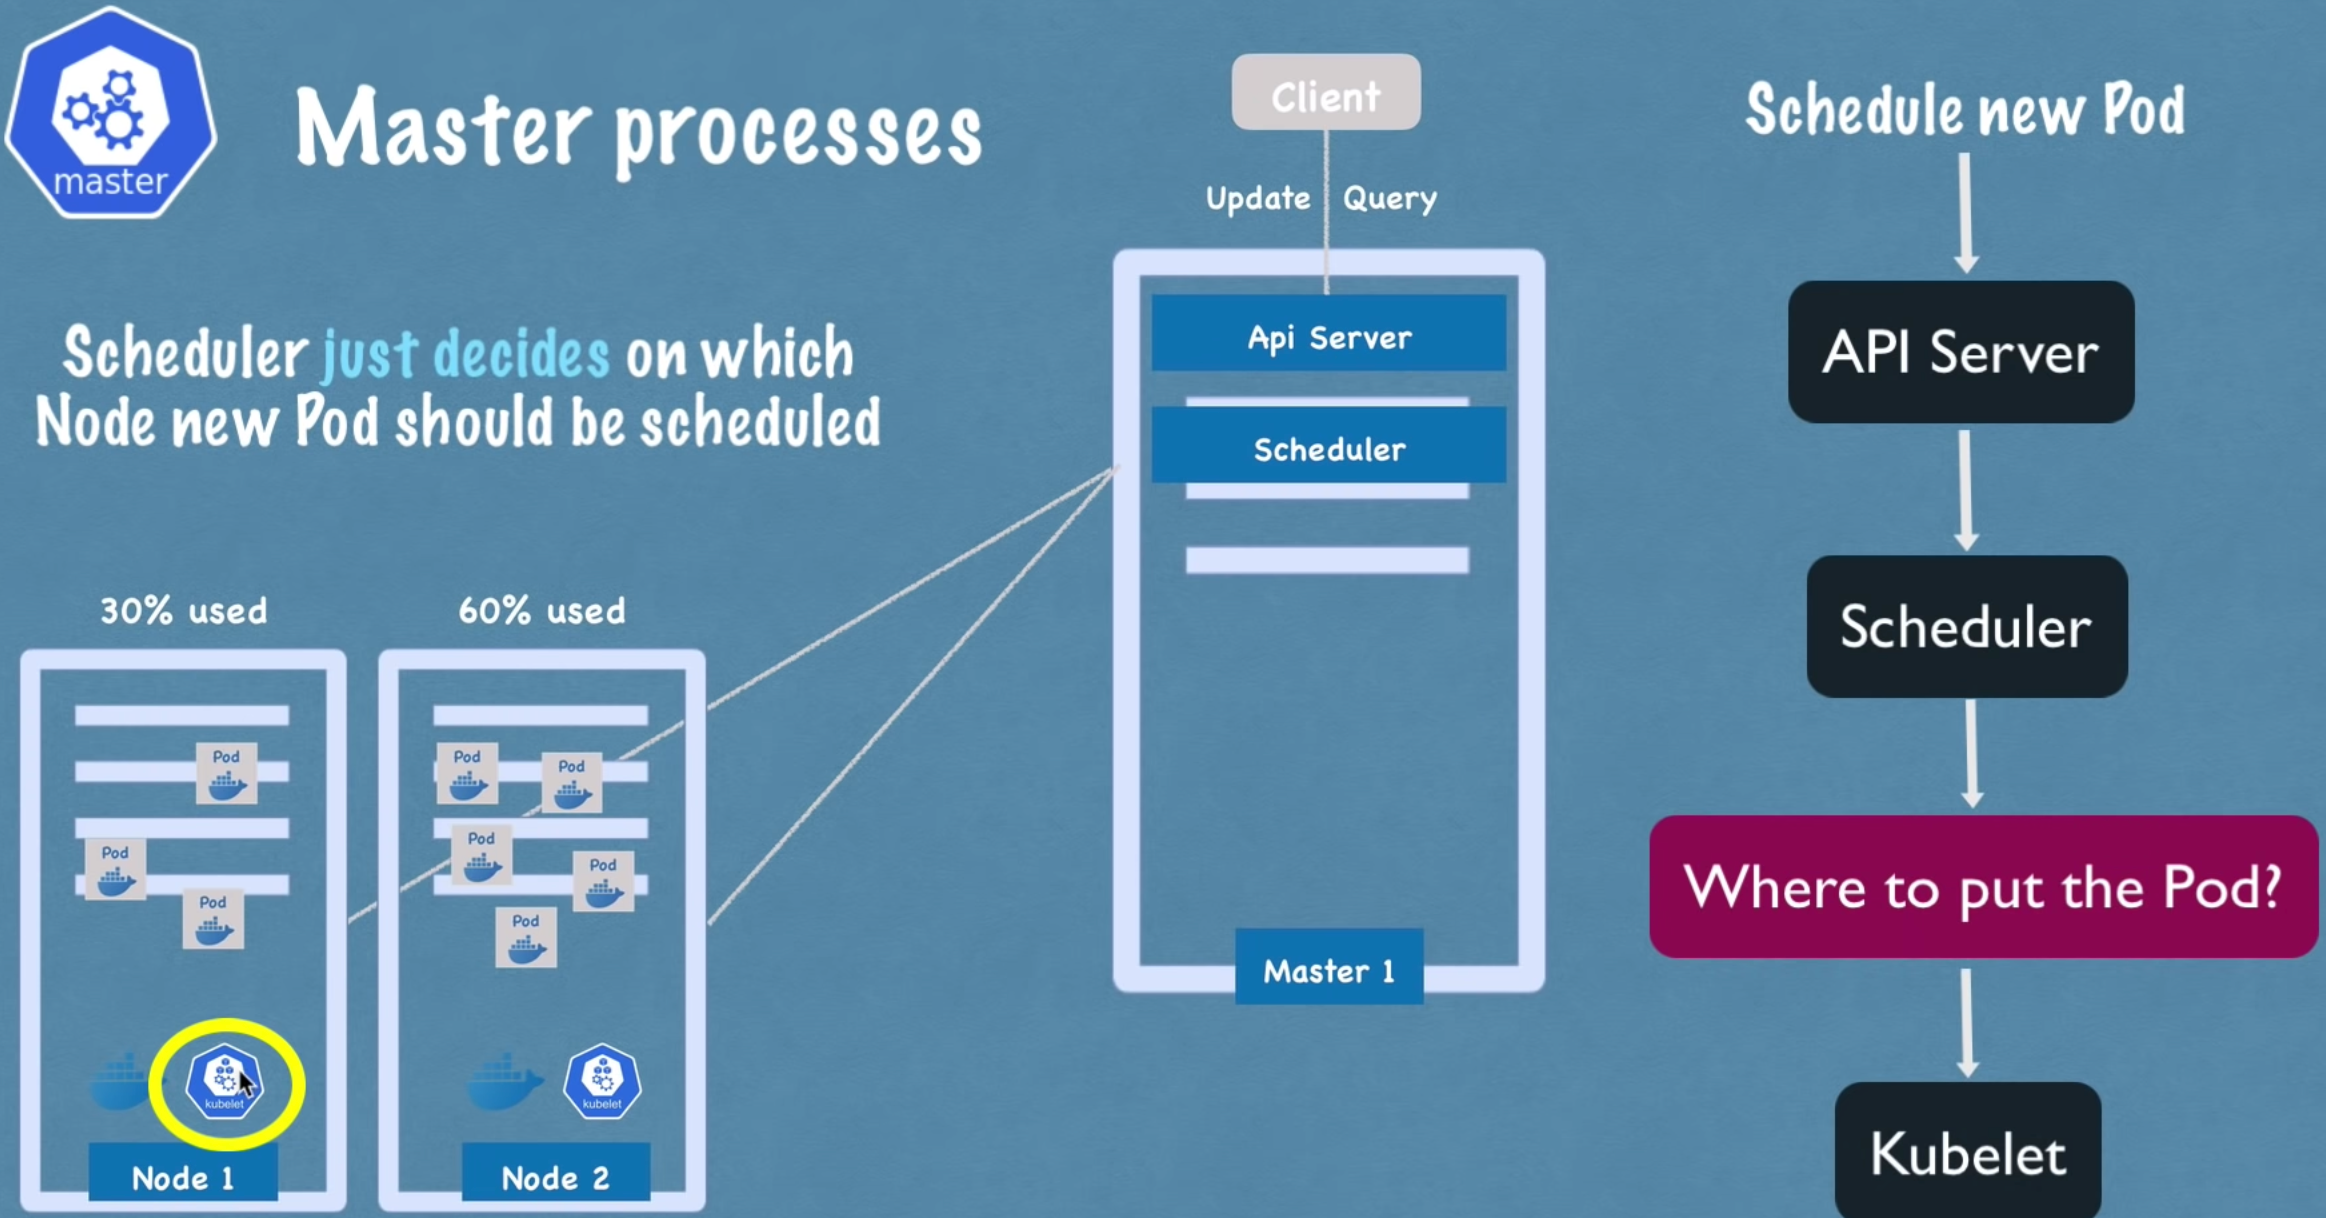 master
Master processes
Scheduler just decides on which
Node new Pod should be scheduled
30% used
60% used
Pod
Pod
Pod
kubelet
Node 1
Pod
Pod
Pod
Pod
Pod
kubelet
Node 2
Client
Update
Query
Api Server
Scheduler
Master 1
Schedule new Pod
API Server
Scheduler
Where to put the Pod?
Kubelet